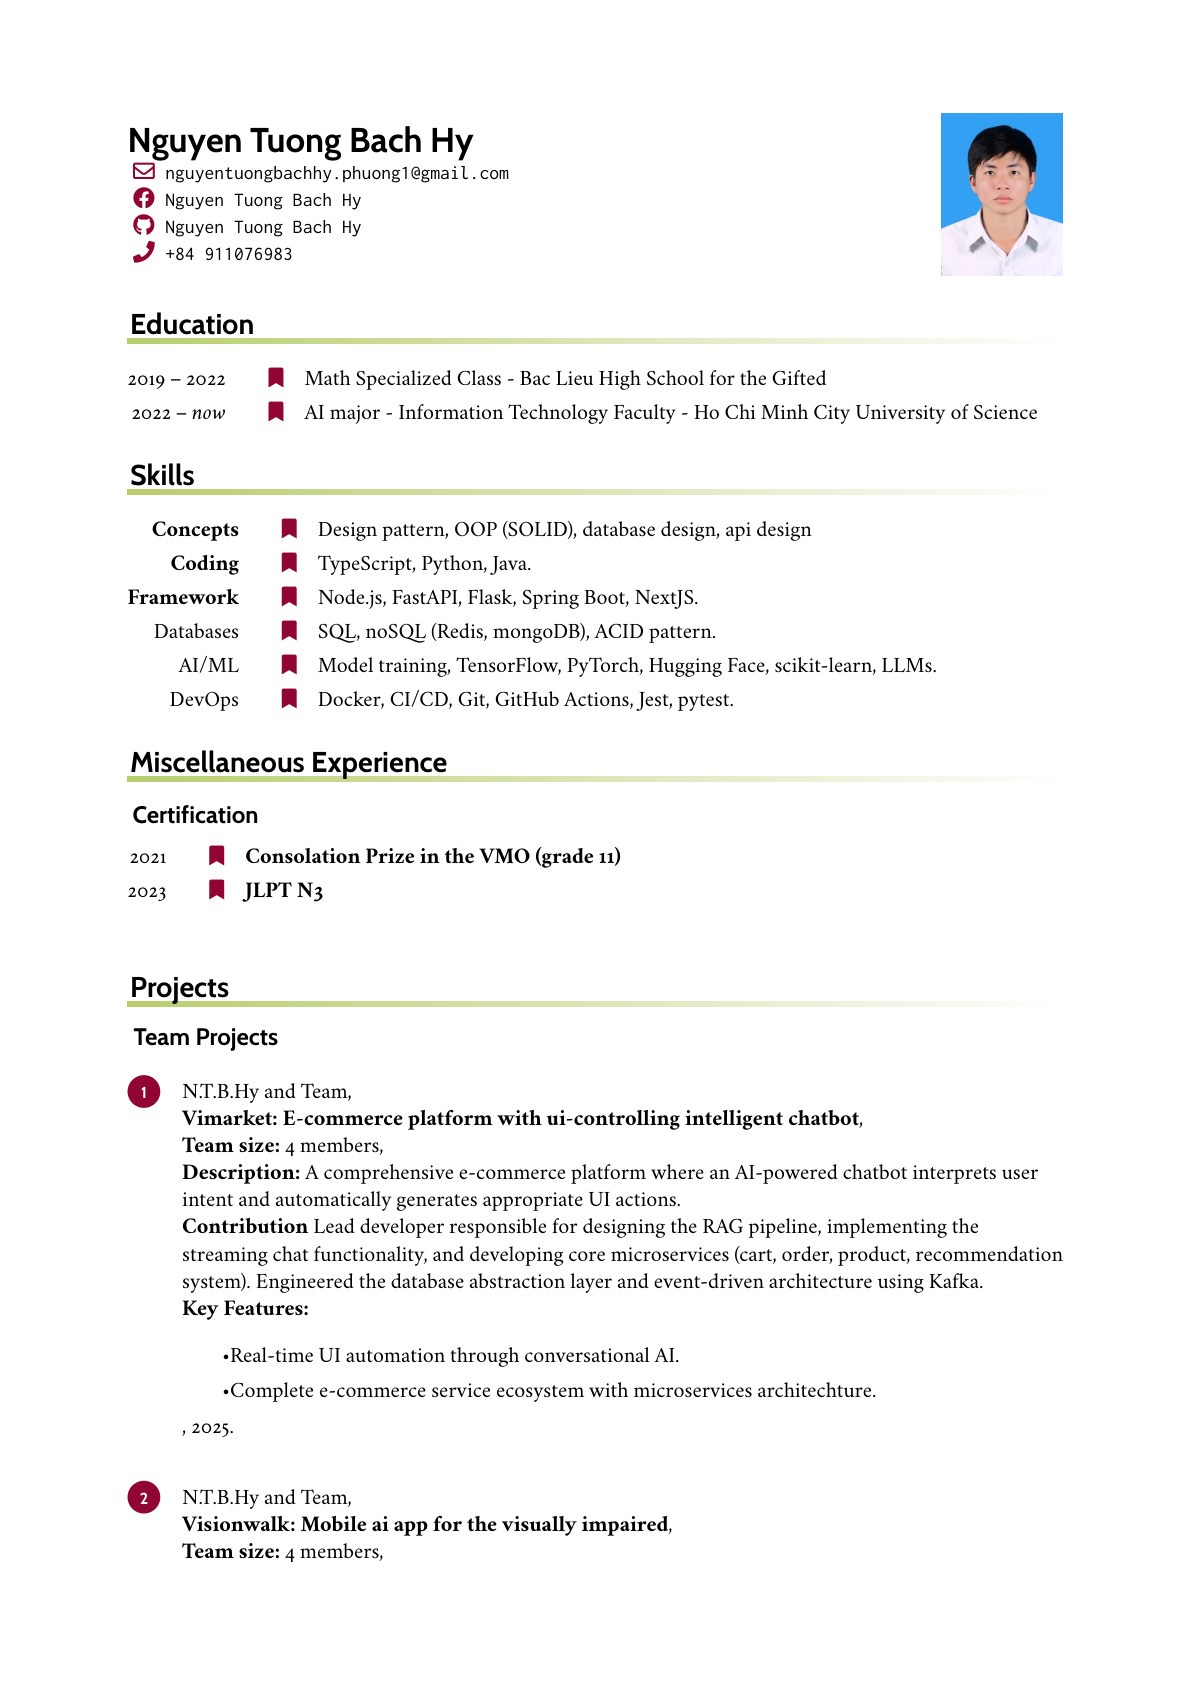 Nguyen Tuong Bach Hy
nguyentuongbachhy.phuong1@gmail.com
Nguyen Tuong Bach Hy
Nguyen Tuong Bach Hy
+84 911076983
Education
2019 – 2022 Math Specialized Class - Bac Lieu High School for the Gifted
2022 – now AI major - Information Technology Faculty - Ho Chi Minh City University of Science
Skills
Concepts Design pattern, OOP (SOLID), database design, api design
Coding TypeScript, Python, Java.
Framework Node.js, FastAPI, Flask, Spring Boot, NextJS.
Databases SQL, noSQL (Redis, mongoDB), ACID pattern.
AI/ML Model training, TensorFlow, PyTorch, Hugging Face, scikit-learn, LLMs.
DevOps Docker, CI/CD, Git, GitHub Actions, Jest, pytest.
Miscellaneous Experience
Certification
2021 Consolation Prize in the VMO (grade 11)
2023 JLPT N3
Projects
Team Projects
1 N.T.B.Hy and Team,
Vimarket: E-commerce platform with ui-controlling intelligent chatbot,
Team size: 4 members,
Description: A comprehensive e-commerce platform where an AI-powered chatbot interprets user
intent and automatically generates appropriate UI actions.
Contribution Lead developer responsible for designing the RAG pipeline, implementing the
streaming chat functionality, and developing core microservices (cart, order, product, recommendation
system). Engineered the database abstraction layer and event-driven architecture using Kafka.
Key Features:
•Real-time UI automation through conversational AI.
•Complete e-commerce service ecosystem with microservices architechture.
, 2025.
2 N.T.B.Hy and Team,
Visionwalk: Mobile ai app for the visually impaired,
Team size: 4 members,